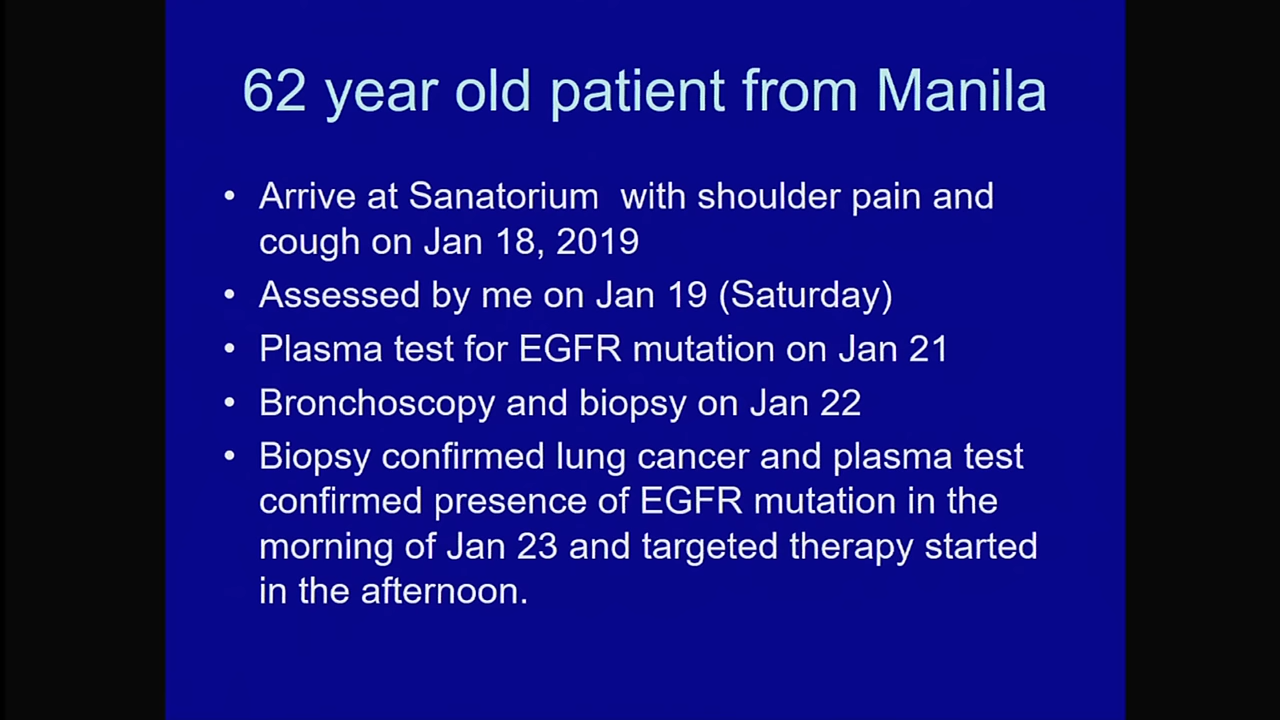 62 year old patient from Manila
• Arrive at Sanatorium  with shoulder pain and
cough on Jan 18, 2019
• Assessed by me on Jan 19 (Saturday)
• Plasma test for EGFR mutation on Jan 21
• Bronchoscopy and biopsy on Jan 22
• Biopsy confirmed lung cancer and plasma test
confirmed presence of EGFR mutation in the
morning of Jan 23 and targeted therapy started
in the afternoon.